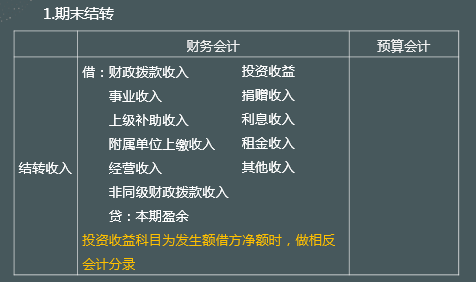 1.期末结转
财务会计 预算会计
借：财政拨款收入 投资收益
事业收入 捐赠收入
上级补助收入 利息收入
附属单位上缴收入 租金收入
结转收入 经营收入 其他收入
非同级财政拨款收入
贷：本期盈余
投资收益科目为发生额借方净额时，做相反
会计分录